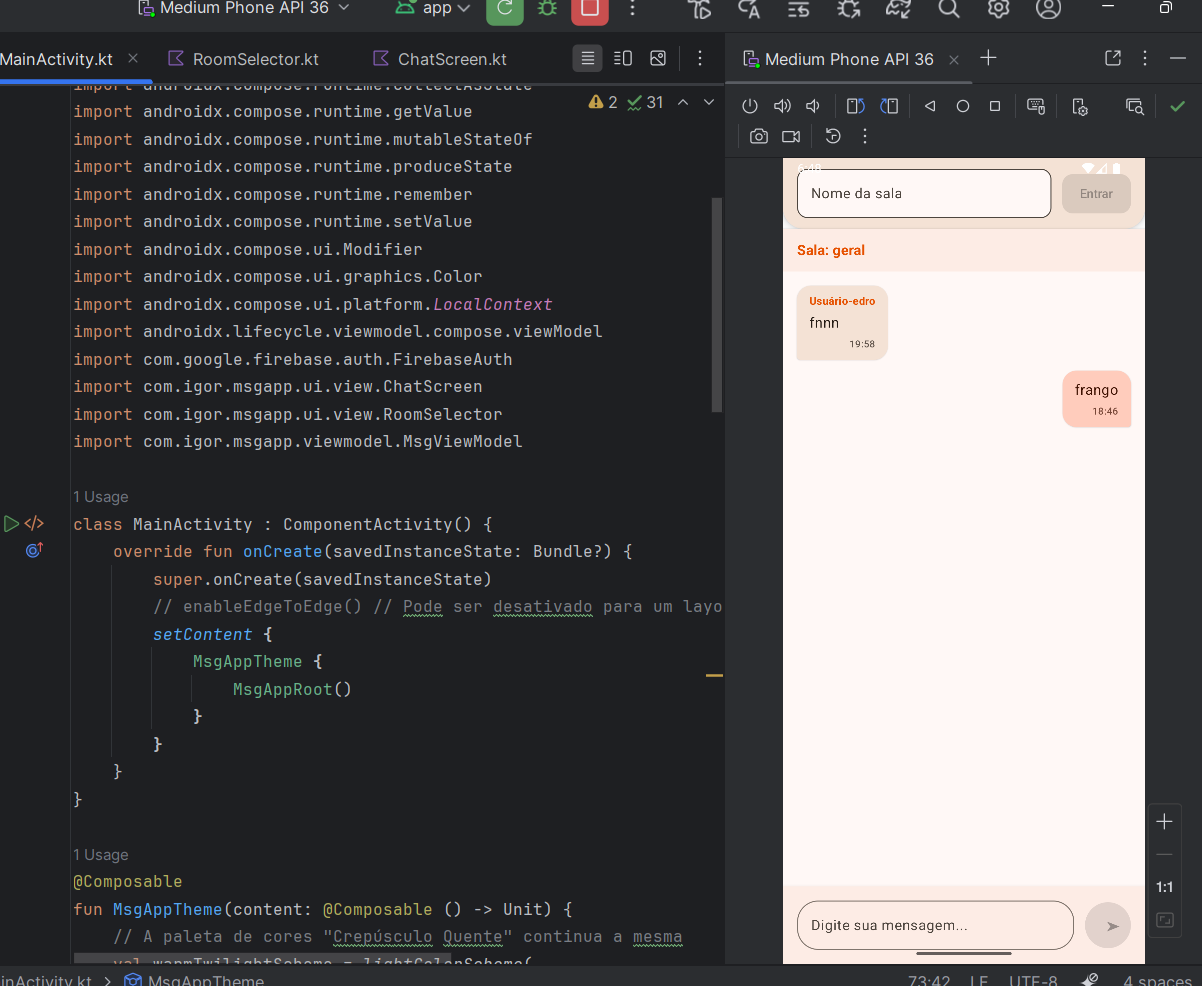 Medium Phone API 36
app
MainActivity.kt
RoomSelector.kt
ChatScreen.kt
Medium Phone API 36
2
31
import androidx.compose.runtime.collectAsState
import androidx.compose.runtime.getValue
import androidx.compose.runtime.mutableStateOf
import androidx.compose.runtime.produceState
import androidx.compose.runtime.remember
import androidx.compose.runtime.setValue
import androidx.compose.ui.Modifier
import androidx.compose.ui.graphics.Color
import androidx.compose.ui.platform.LocalContext
import androidx.lifecycle.viewmodel.compose.viewModel
import com.google.firebase.auth.FirebaseAuth
import com.igor.msgapp.ui.view.ChatScreen
import com.igor.msgapp.ui.view.RoomSelector
import com.igor.msgapp.viewmodel.MsgViewModel
1 Usage
class MainActivity : ComponentActivity() {
override fun onCreate(savedInstanceState: Bundle?) {
super.onCreate(savedInstanceState)
// enableEdgeToEdge() // Pode ser desativado para um layo
setContent {
MsgAppTheme {
MsgAppRoot()
}
}
}
}
1 Usage
@Composable
fun MsgAppTheme(content: @Composable () -> Unit) {
// A paleta de cores "Crepúsculo Quente" continua a mesma
val warmTwilightScheme = lightColorScheme(
Nome da sala
Entrar
Sala: geral
Usuário-edro
fnnn
19:58
frango
18:46
Digite sua mensagem...
1:1
inActivity.kt
MsgAppTheme
73:42
LF
UTF-8
4 spaces